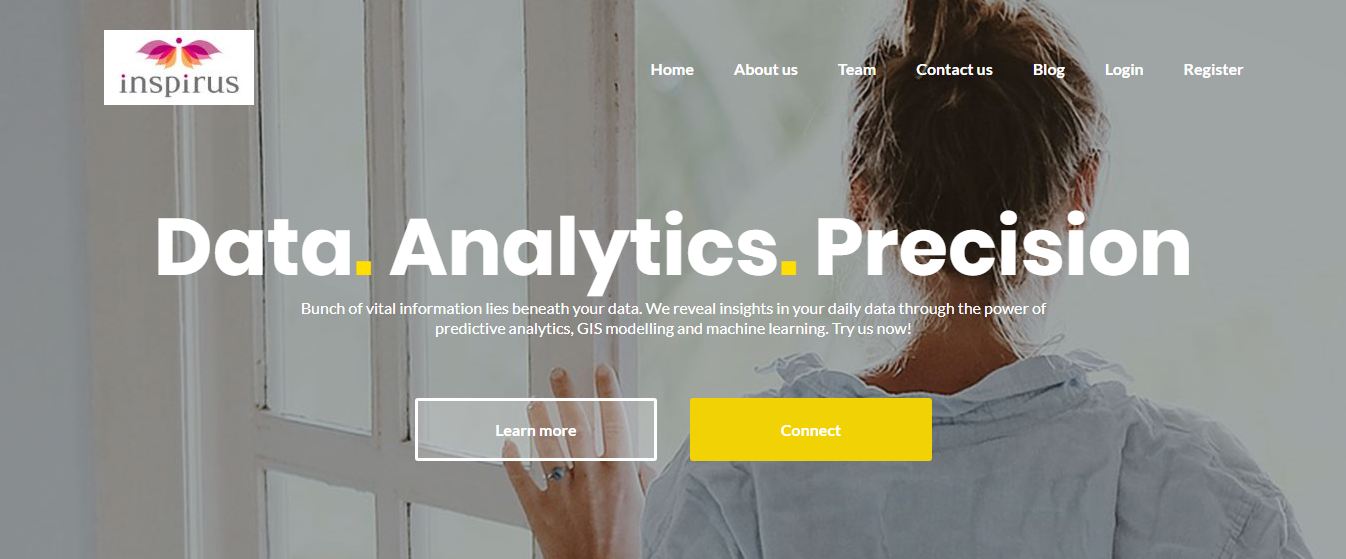 inspirus
Home About us Team Contact us Blog Login Register
Data. Analytics. Precision
Bunch of vital information lies beneath your data. We reveal insights in your daily data through the power of
predictive analytics, GIS modelling and machine learning. Try us now!
Learn more Connect